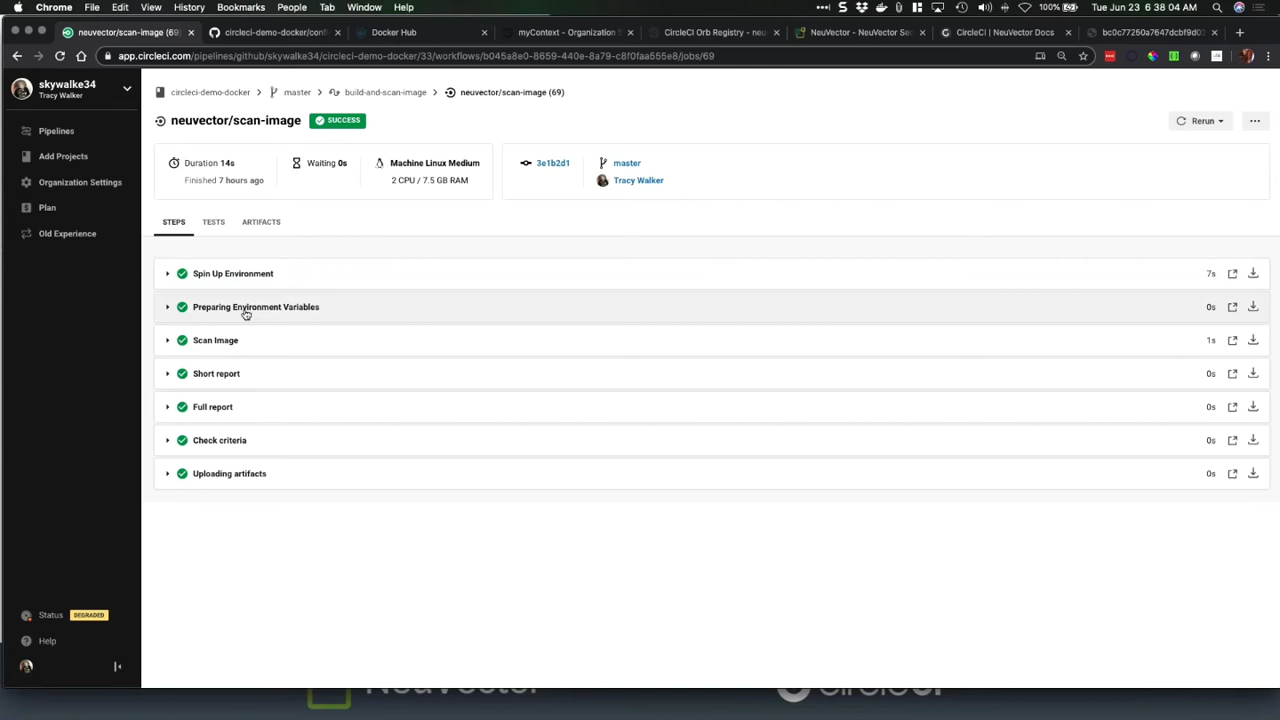 Chrome File Edit View History Bookmarks People Tab Window Help 100% Tue Jun 23 6:38:04 AM
neuvector/scan-image (69) circleci-demo-docker/conf Docker Hub myContext - Organization S CircleCI Orb Registry - neu NeuVector - NeuVector Sec CircleCI | NeuVector Docs
app.circleci.com/pipelines/github/skywalke34/circleci-demo-docker/33/workflows/b045a8e0-8659-440e-8a79-c8f0faa555e8/jobs/69
skywalke34
Tracy Walker
circleci-demo-docker master build-and-scan-image neuvector/scan-image (69)
neuvector/scan-image SUCCESS Rerun
Pipelines
Add Projects
Organization Settings
Plan
Old Experience
Duration 14s Waiting 0s Machine Linux Medium
Finished 7 hours ago 2 CPU / 7.5 GB RAM
3e1b2d1 master
Tracy Walker
STEPS TESTS ARTIFACTS
Spin Up Environment 7s
Preparing Environment Variables 0s
Scan Image 1s
Short report 0s
Full report 0s
Check criteria 0s
Uploading artifacts 0s
Status DEGRADED
Help
NeuVector circleci